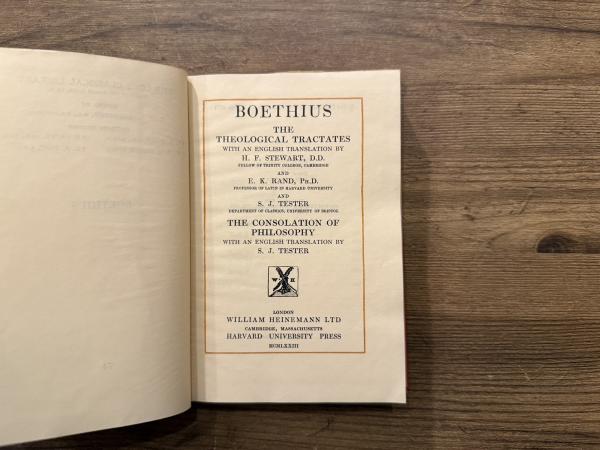 BOETHIUS
THE
THEOLOGICAL TRACTATES
WITH AN ENGLISH TRANSLATION BY
H. F. STEWART, D.D.
FELLOW OF TRINITY COLLEGE, CAMBRIDGE
AND
E. K. RAND, Ph.D.
PROFESSOR OF LATIN IN HARVARD UNIVERSITY
AND
S. J. TESTER
DEPARTMENT OF CLASSICS, UNIVERSITY OF BRISTOL
THE CONSOLATION OF
PHILOSOPHY
WITH AN ENGLISH TRANSLATION BY
S. J. TESTER
W H
LONDON
WILLIAM HEINEMANN LTD
CAMBRIDGE, MASSACHUSETTS
HARVARD UNIVERSITY PRESS
MCMLXXIII